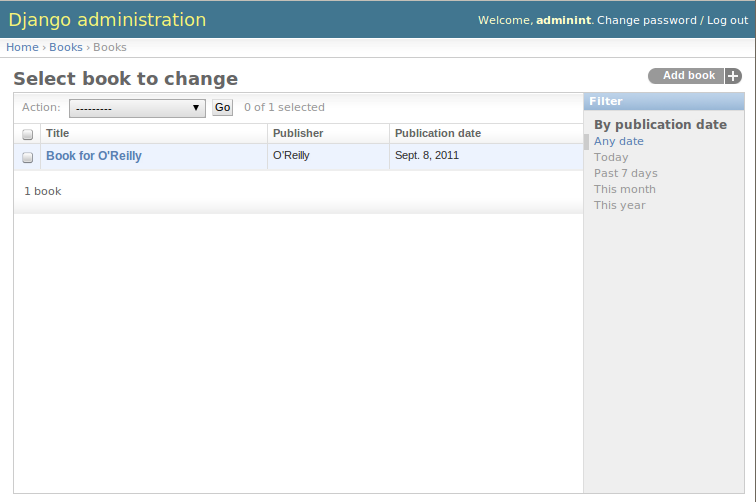 Django administration
Welcome, adminint. Change password / Log out
Home › Books › Books
Select book to change
Add book +
Action: --------- Go 0 of 1 selected
Title Publisher Publication date
Book for O'Reilly O'Reilly Sept. 8, 2011
1 book
Filter
By publication date
Any date
Today
Past 7 days
This month
This year